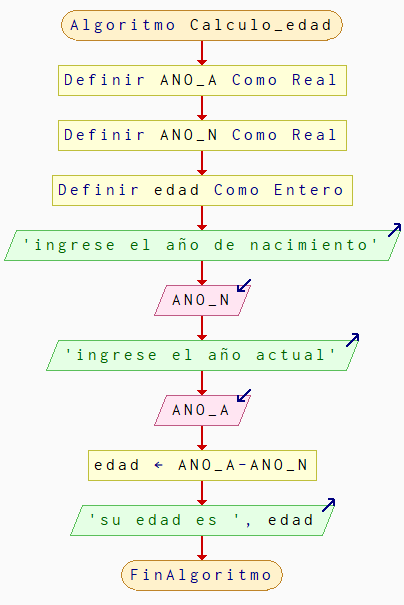 Algoritmo Calculo_edad
Definir ANO_A Como Real
Definir ANO_N Como Real
Definir edad Como Entero
'ingrese el año de nacimiento'
ANO_N
'ingrese el año actual'
ANO_A
edad ← ANO_A-ANO_N
'su edad es ', edad
FinAlgoritmo